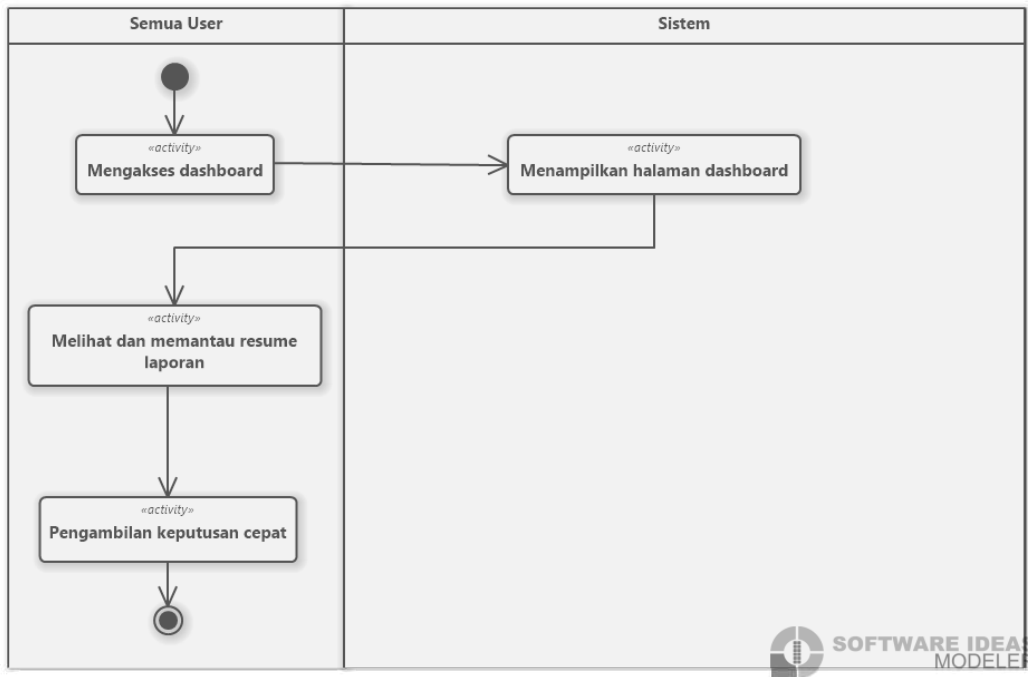 Semua User
Sistem
«activity»
Mengakses dashboard
«activity»
Menampilkan halaman dashboard
«activity»
Melihat dan memantau resume
laporan
«activity»
Pengambilan keputusan cepat
SOFTWARE IDEAS
MODELER